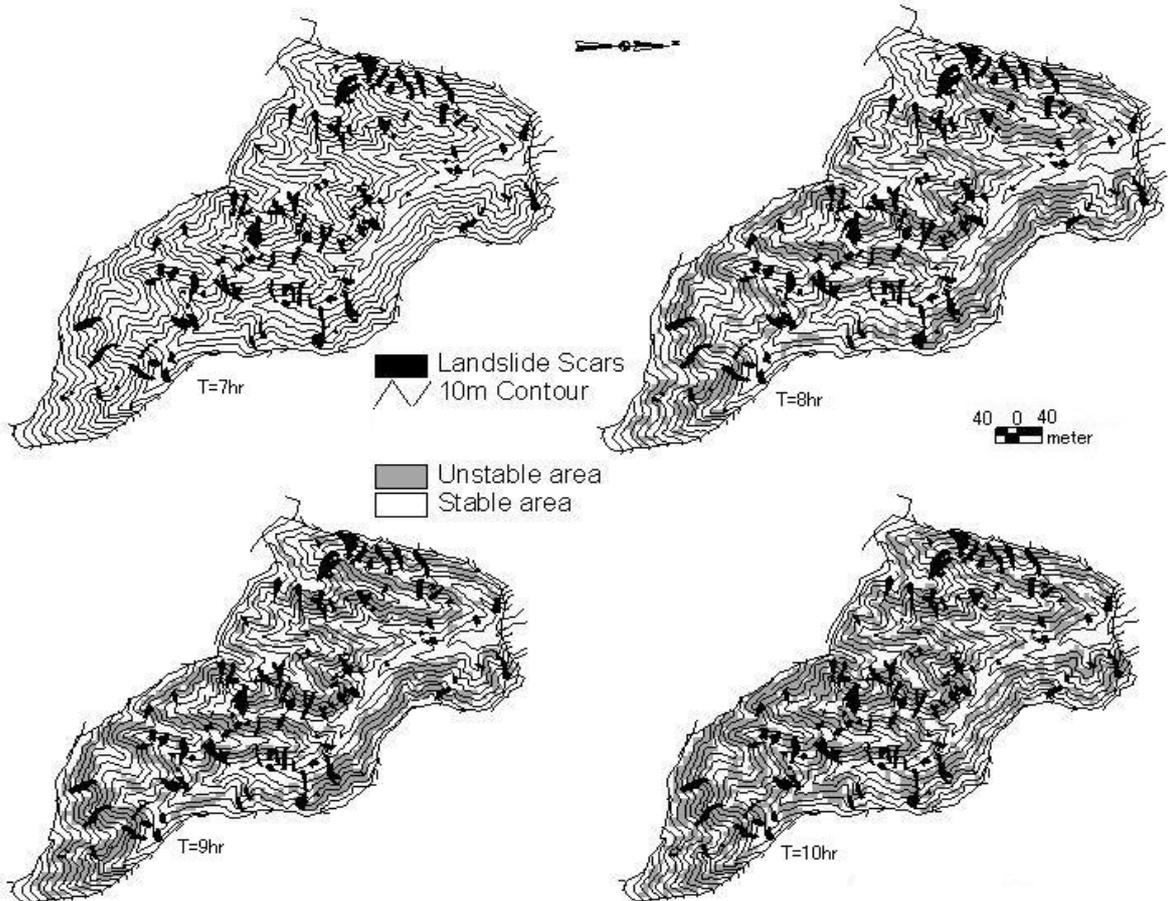 Landslide Scars
10m Contour
T=7hr
T=8hr
40 0 40
meter
Unstable area
Stable area
T=9hr
T=10hr